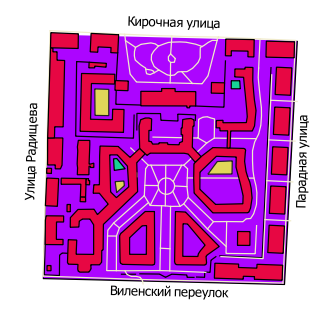 Кирочная улица
Улица Радищева
Парадная улица
Виленский переулок